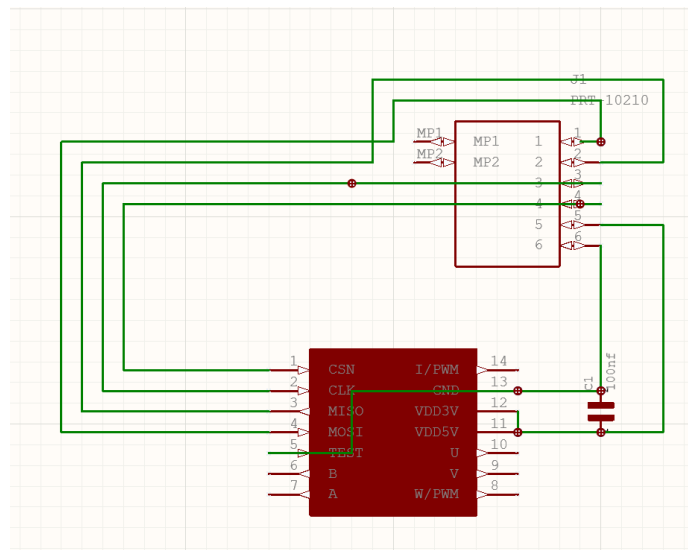 J1
PRT-10210
MP1 MP1 1 1
MP2 MP2 2 2
3 3
4 4
5 5
6 6
1 CSN I/PWM 14
2 CLK GND 13
3 MISO VDD3V 12
4 MOSI VDD5V 11
5 TEST U 10
6 B V 9
7 A W/PWM 8
C1
100nf